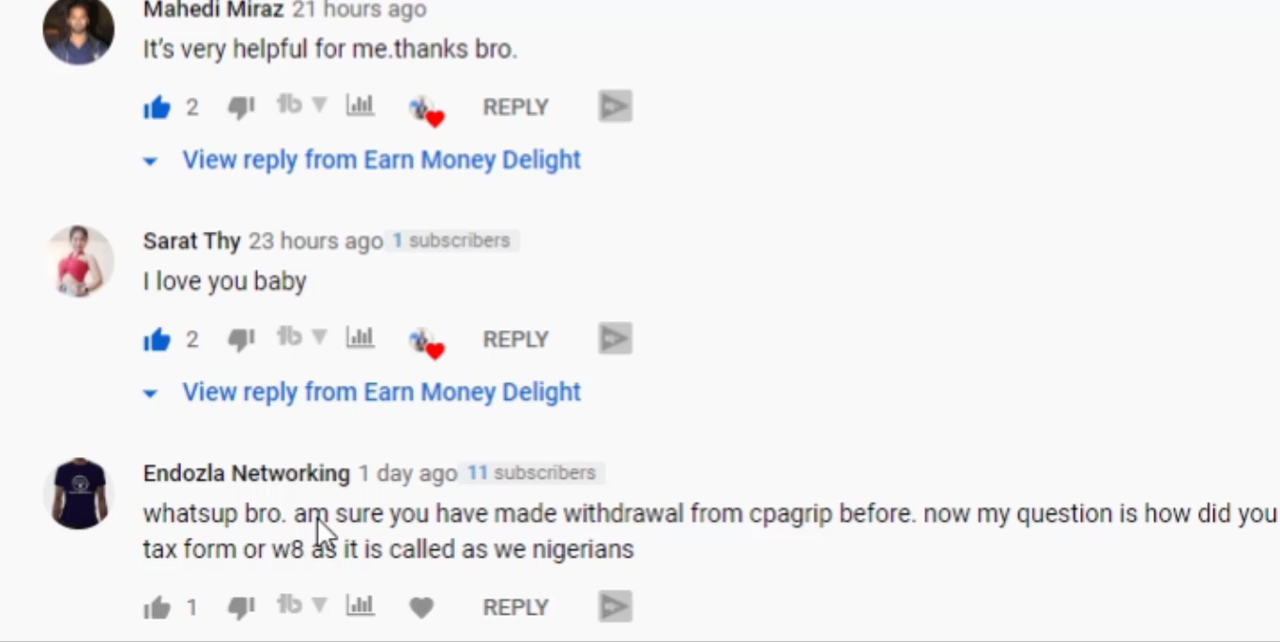 Mahedi Miraz 21 hours ago
It's very helpful for me.thanks bro.
2 REPLY
View reply from Earn Money Delight
Sarat Thy 23 hours ago 1 subscribers
I love you baby
2 REPLY
View reply from Earn Money Delight
Endozla Networking 1 day ago 11 subscribers
whatsup bro. am sure you have made withdrawal from cpagrip before. now my question is how did you
tax form or w8 as it is called as we nigerians
1 REPLY